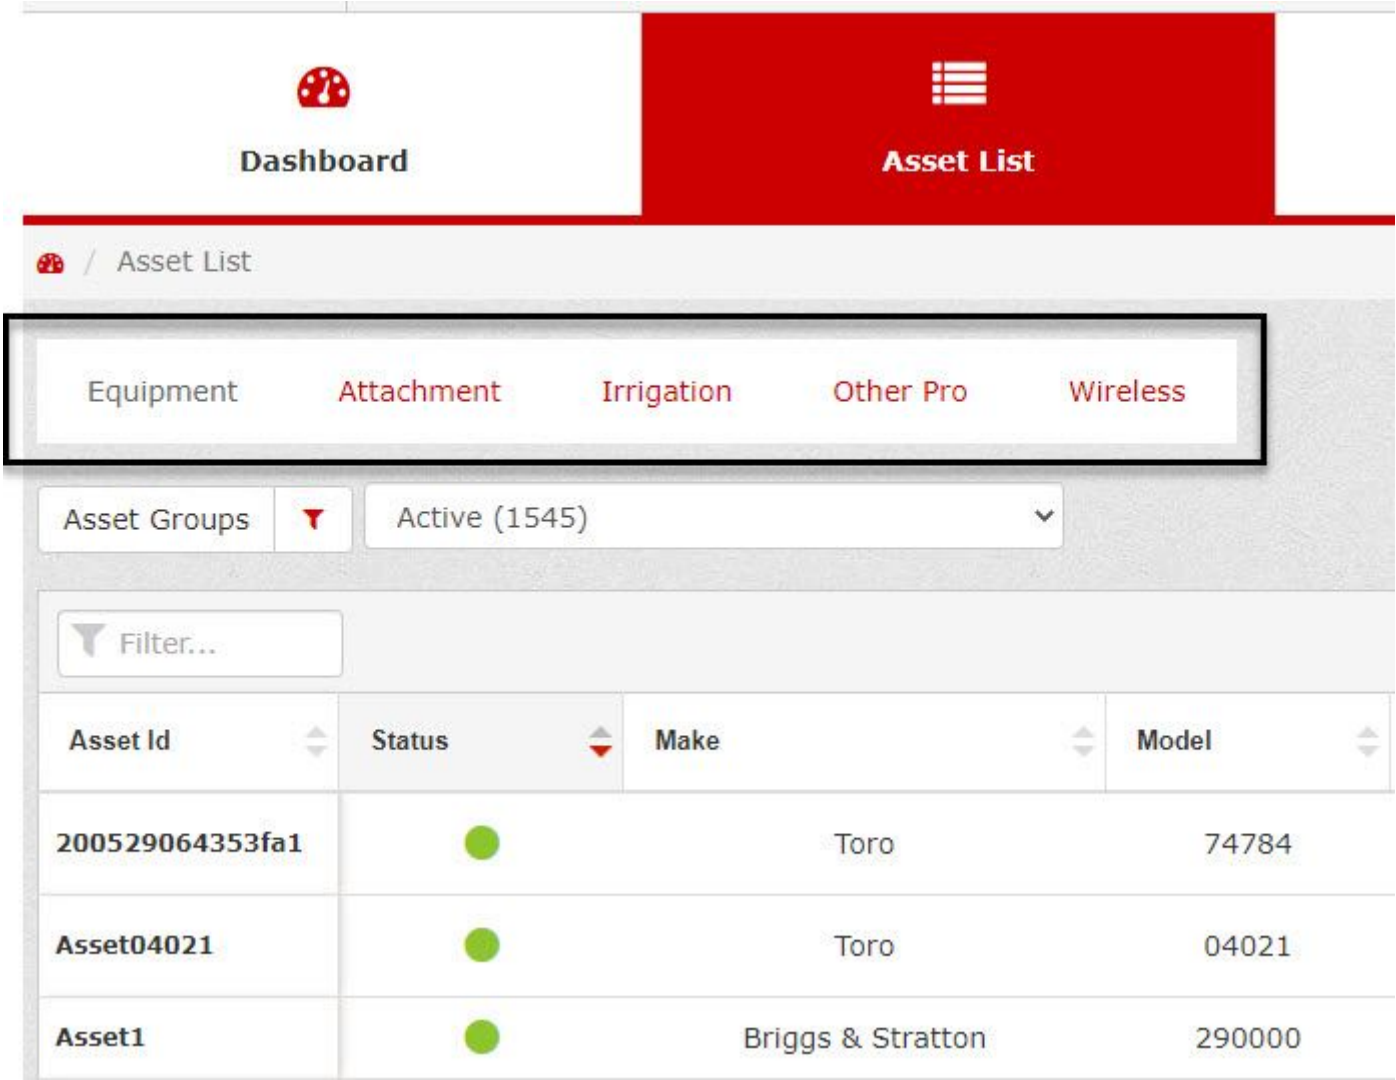 Dashboard Asset List
/ Asset List
Equipment Attachment Irrigation Other Pro Wireless
Asset Groups Active (1545)
Filter...
Asset Id Status Make Model
200529064353fa1 Toro 74784
Asset04021 Toro 04021
Asset1 Briggs & Stratton 290000